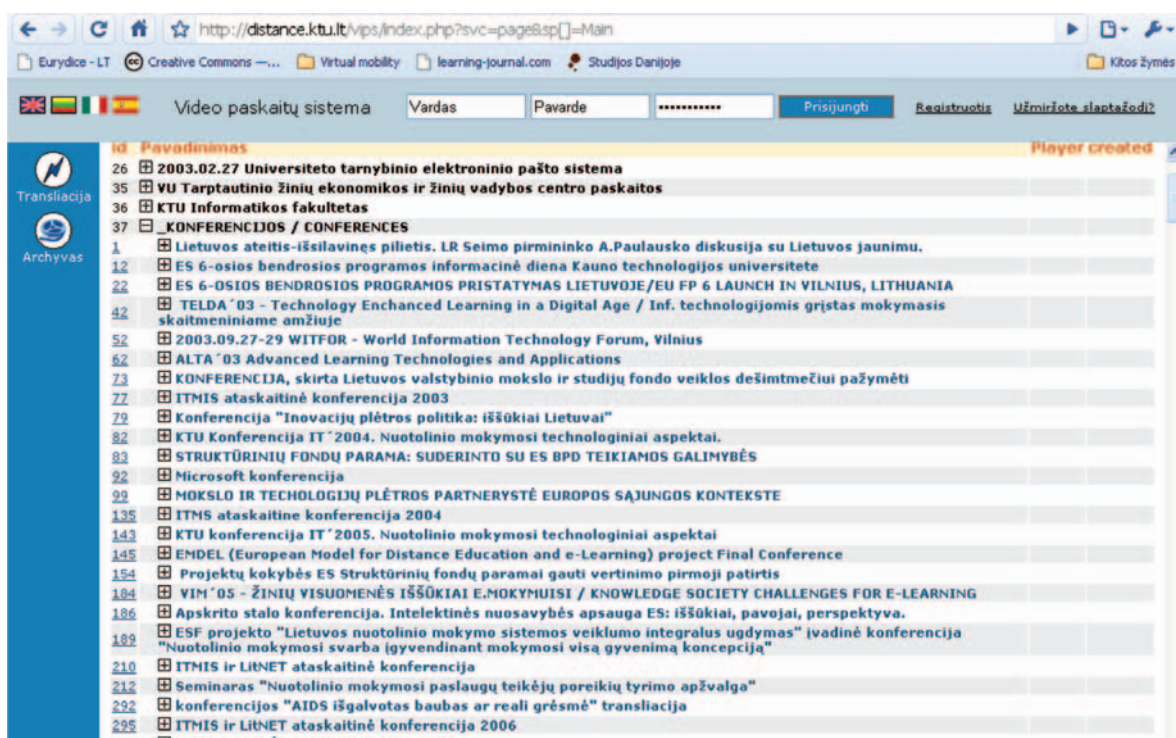 http://distance.ktu.lt/vips/index.php?svc=page&sp[]=Main
Eurydice - LT Creative Commons —... Virtual mobility learning-journal.com Studijos Danijoje Kitos žymės
Video paskaitų sistema Vardas Pavarde ••••••••••• Prisijungti Registruotis Užmiršote slaptažodį?
Transliacija
Archyvas
id Pavadinimas Player created
26 2003.02.27 Universiteto tarnybinio elektroninio pašto sistema
35 VU Tarptautinio žinių ekonomikos ir žinių vadybos centro paskaitos
36 KTU Informatikos fakultetas
37 _KONFERENCIJOS / CONFERENCES
1 Lietuvos ateitis-išsilavinęs pilietis. LR Seimo pirmininko A.Paulausko diskusija su Lietuvos jaunimu.
12 ES 6-osios bendrosios programos informacinė diena Kauno technologijos universitete
22 ES 6-OSIOS BENDROSIOS PROGRAMOS PRISTATYMAS LIETUVOJE/EU FP 6 LAUNCH IN VILNIUS, LITHUANIA
42 TELDA´03 - Technology Enchanced Learning in a Digital Age / Inf. technologijomis grįstas mokymasis
skaitmeniniame amžiuje
52 2003.09.27-29 WITFOR - World Information Technology Forum, Vilnius
62 ALTA´03 Advanced Learning Technologies and Applications
73 KONFERENCIJA, skirta Lietuvos valstybinio mokslo ir studijų fondo veiklos dešimtmečiui pažymėti
77 ITMIS ataskaitinė konferencija 2003
79 Konferencija "Inovacijų plėtros politika: iššūkiai Lietuvai"
82 KTU Konferencija IT´2004. Nuotolinio mokymosi technologiniai aspektai.
83 STRUKTŪRINIŲ FONDŲ PARAMA: SUDERINTO SU ES BPD TEIKIAMOS GALIMYBĖS
92 Microsoft konferencija
99 MOKSLO IR TECHOLOGIJŲ PLĖTROS PARTNERYSTĖ EUROPOS SĄJUNGOS KONTEKSTE
135 ITMS ataskaitine konferencija 2004
143 KTU konferencija IT´2005. Nuotolinio mokymosi technologiniai aspektai
145 EMDEL (European Model for Distance Education and e-Learning) project Final Conference
154 Projektų kokybės ES Struktūrinių fondų paramai gauti vertinimo pirmoji patirtis
184 VIM´05 - ŽINIŲ VISUOMENĖS IŠŠŪKIAI E.MOKYMUISI / KNOWLEDGE SOCIETY CHALLENGES FOR E-LEARNING
186 Apskrito stalo konferencija. Intelektinės nuosavybės apsauga ES: iššūkiai, pavojai, perspektyva.
189 ESF projekto "Lietuvos nuotolinio mokymo sistemos veiklumo integralus ugdymas" įvadinė konferencija
"Nuotolinio mokymosi svarba įgyvendinant mokymosi visą gyvenimą koncepciją"
210 ITMIS ir LitNET ataskaitinė konferencija
212 Seminaras "Nuotolinio mokymosi paslaugų teikėjų poreikių tyrimo apžvalga"
292 konferencijos "AIDS išgalvotas baubas ar reali grėsmė" transliacija
295 ITMIS ir LitNET ataskaitinė konferencija 2006